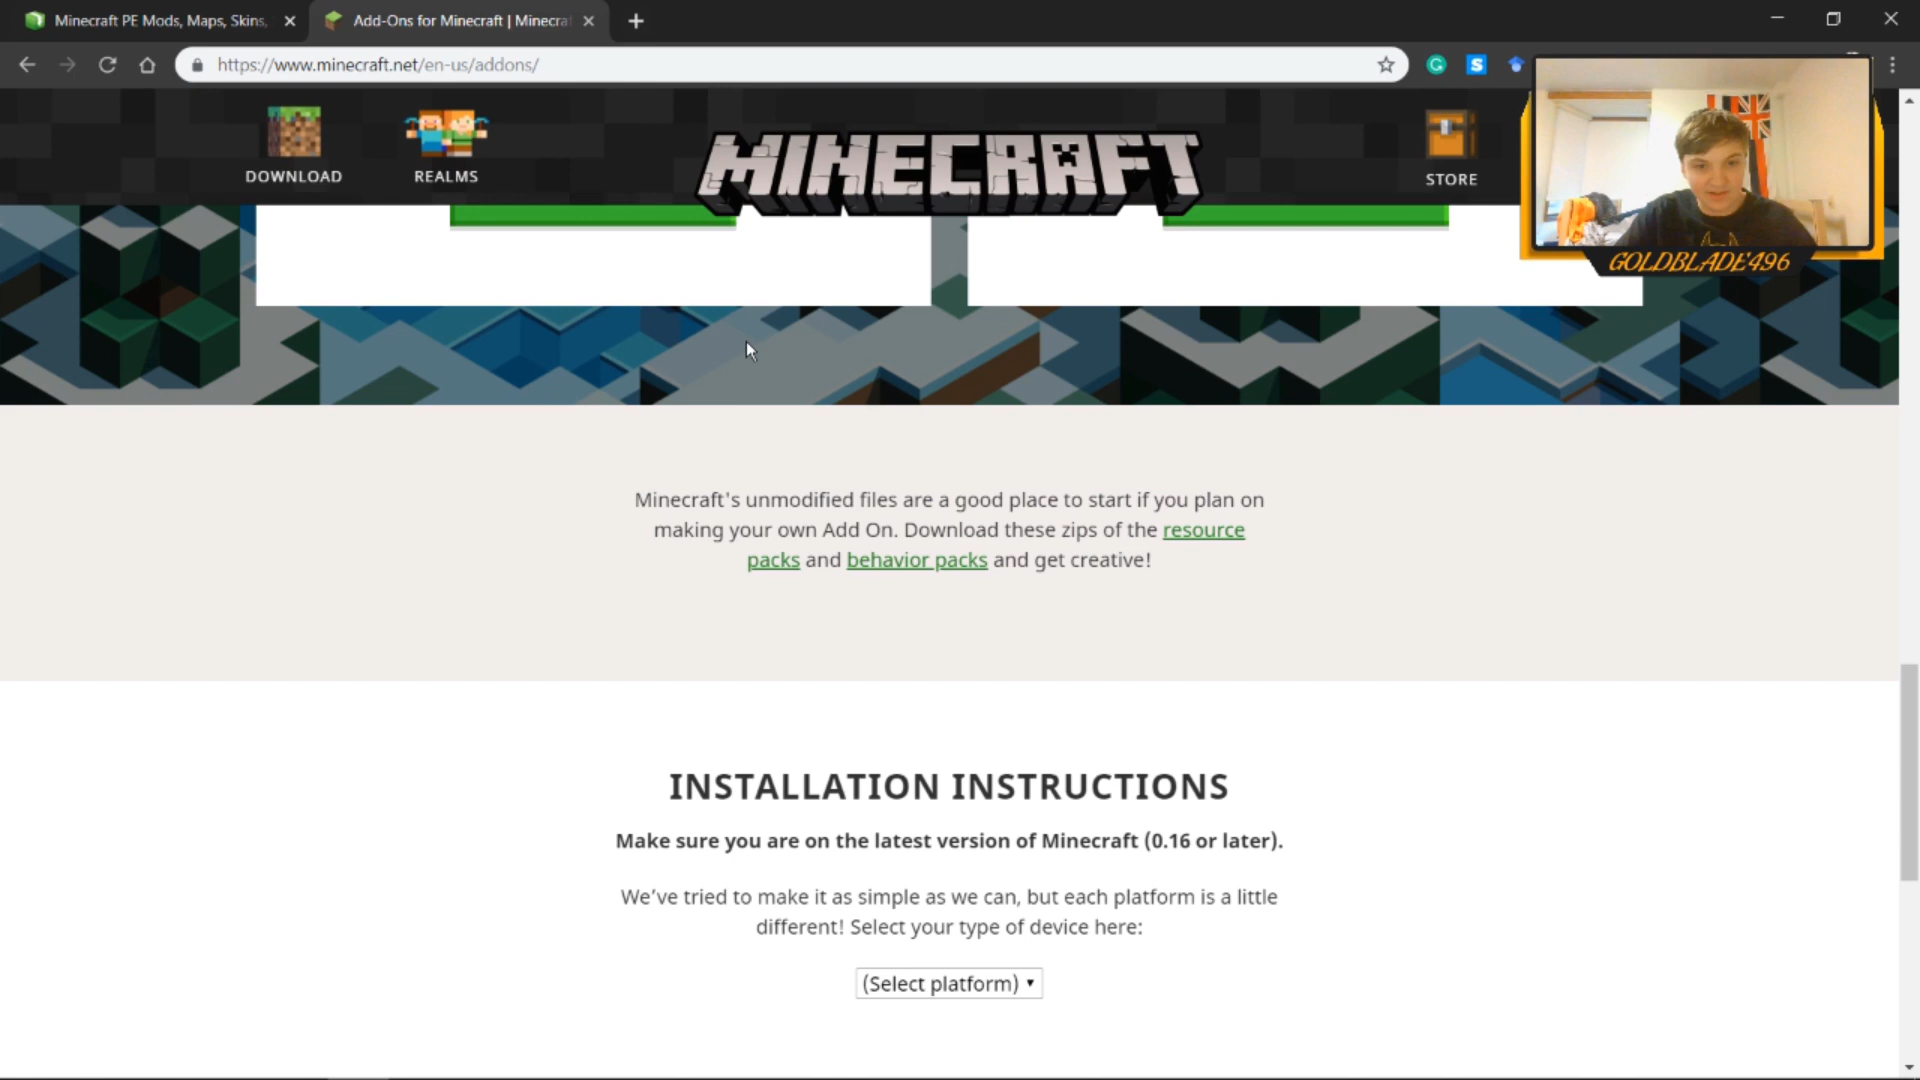 Minecraft PE Mods, Maps, Skins,
Add-Ons for Minecraft | Minecra
https://www.minecraft.net/en-us/addons/
DOWNLOAD
REALMS
MINECRAFT
STORE
GOLDBLADE496
Minecraft's unmodified files are a good place to start if you plan on
making your own Add On. Download these zips of the resource
packs and behavior packs and get creative!
INSTALLATION INSTRUCTIONS
Make sure you are on the latest version of Minecraft (0.16 or later).
We've tried to make it as simple as we can, but each platform is a little
different! Select your type of device here:
(Select platform)